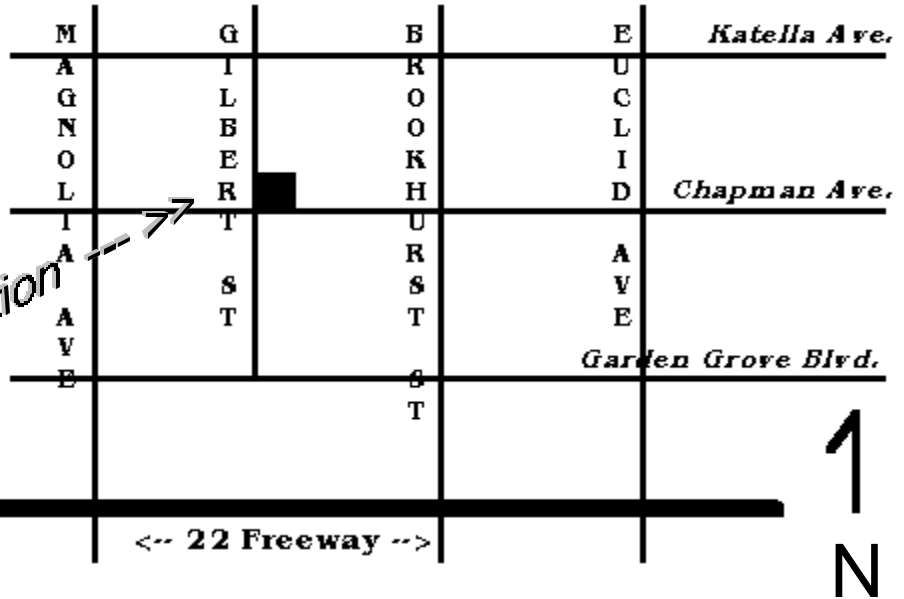 MAGNOLIA AVE
GILBERT ST
BROOKHURST ST
EUCLID AVE
Katella Ave.
Chapman Ave.
Garden Grove Blvd.
<-- 22 Freeway -->
N